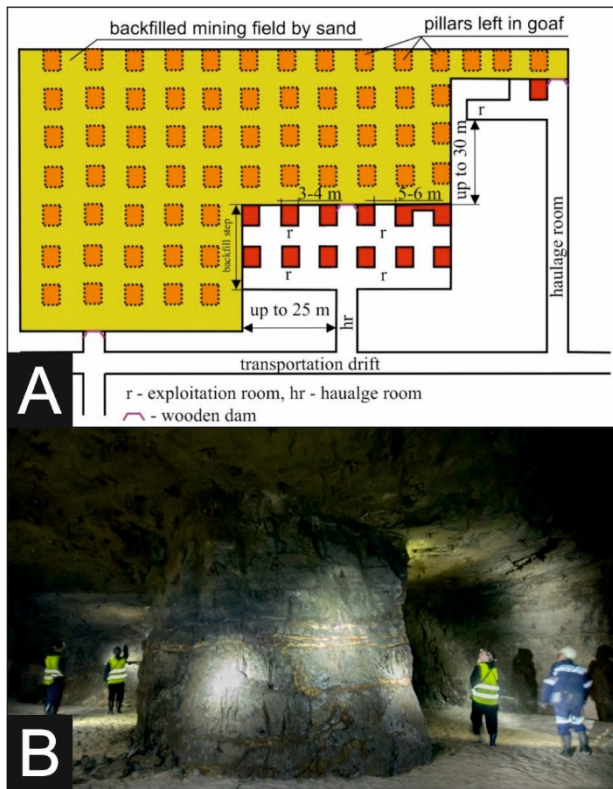 backfilled mining field by sand
pillars left in goaf
r
up to 30 m
3-4 m
5-6 m
r
r
backfill step
r
r
haulage room
up to 25 m
hr
transportation drift
A
r - exploitation room, hr - haualge room
- wooden dam
B